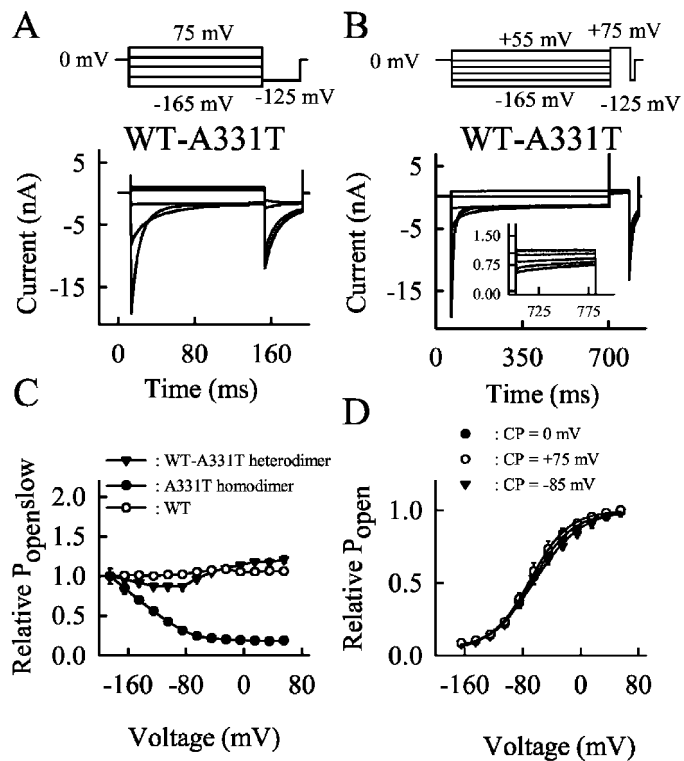 A
75 mV
0 mV
-165 mV
-125 mV
WT-A331T
Current (nA)
5
-5
-15
0
80
160
Time (ms)
B
+75 mV
+55 mV
0 mV
-165 mV
-125 mV
WT-A331T
Current (nA)
5
0
-5
-15
1.50
0.75
0.00
725
775
0
350
700
Time (ms)
C
: WT-A331T heterodimer
: A331T homodimer
: WT
Relative Popen slow
2.0
1.5
1.0
0.5
0.0
-160
-80
0
80
Voltage (mV)
D
: CP = 0 mV
: CP = +75 mV
: CP = -85 mV
Relative Popen
1.0
0.5
0.0
-160
-80
0
80
Voltage (mV)